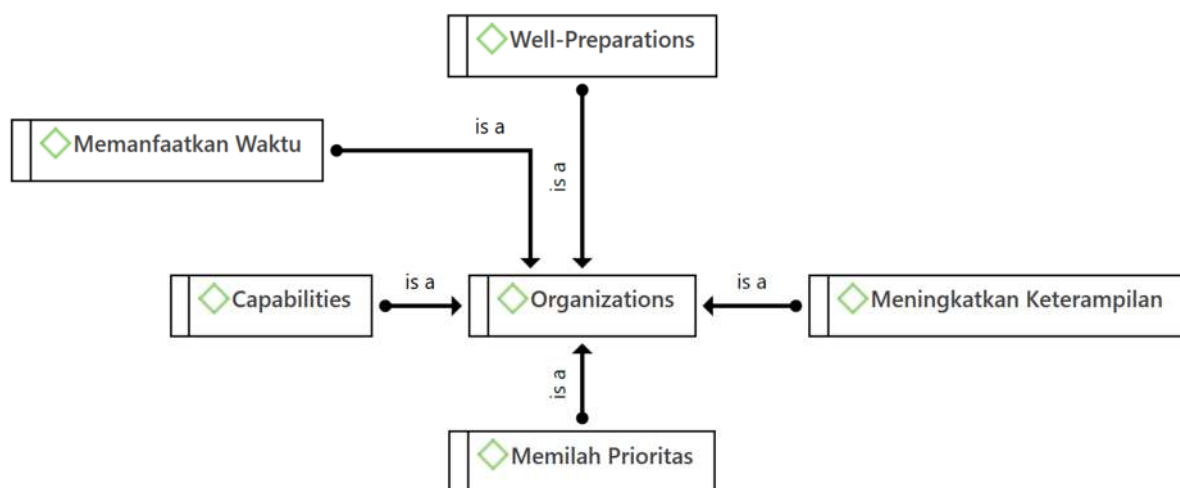 Well-Preparations
is a
Memanfaatkan Waktu
is a
Capabilities
is a
Organizations
is a
Meningkatkan Keterampilan
is a
Memilah Prioritas